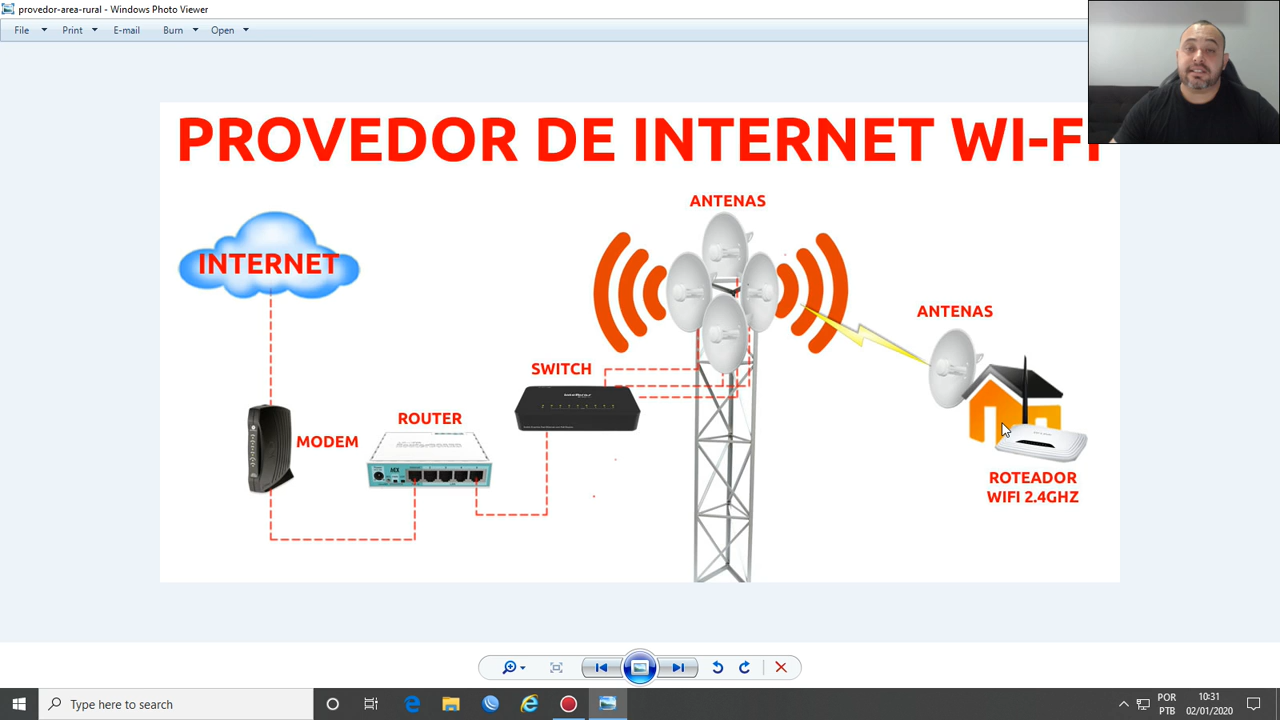 provedor-area-rural - Windows Photo Viewer
File Print E-mail Burn Open
PROVEDOR DE INTERNET WI-FI
ANTENAS
INTERNET
ANTENAS
SWITCH
intelbras
ROUTER
MODEM
ROTEADOR
WIFI 2.4GHZ
Type here to search
POR
PTB
10:31
02/01/2020